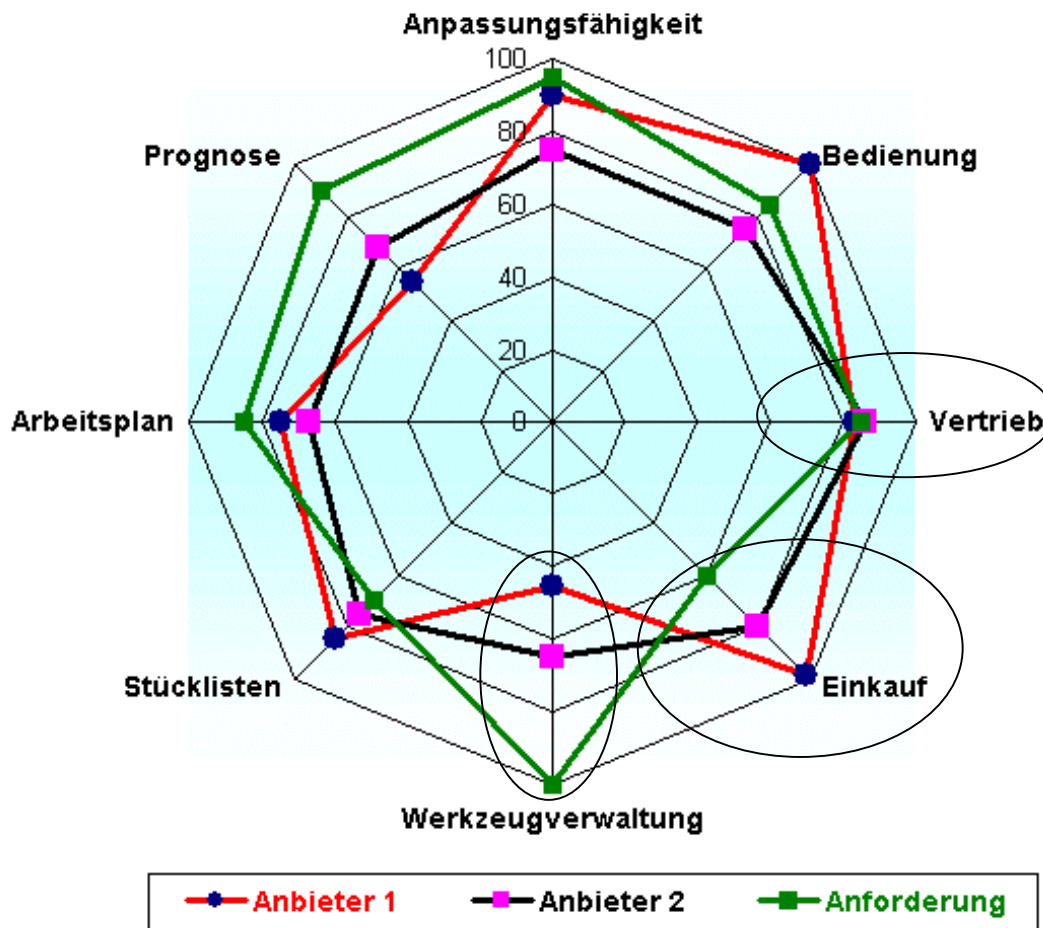 Anpassungsfähigkeit
100
80
Prognose
Bedienung
60
40
20
Arbeitsplan
0
Vertrieb
Stücklisten
Einkauf
Werkzeugverwaltung
Anbieter 1 Anbieter 2 Anforderung